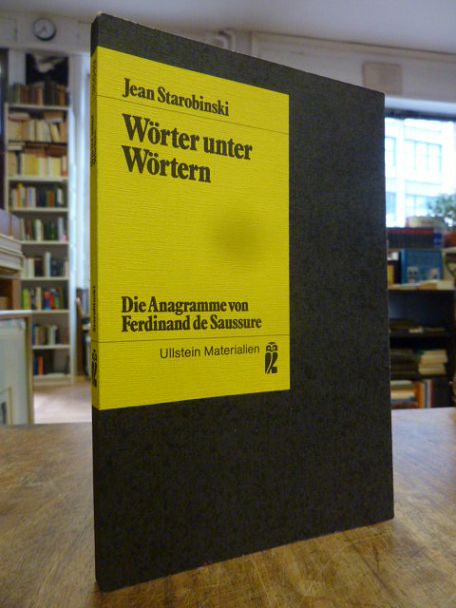 Jean Starobinski
Wörter unter
Wörtern
Die Anagramme von
Ferdinand de Saussure
Ullstein Materialien